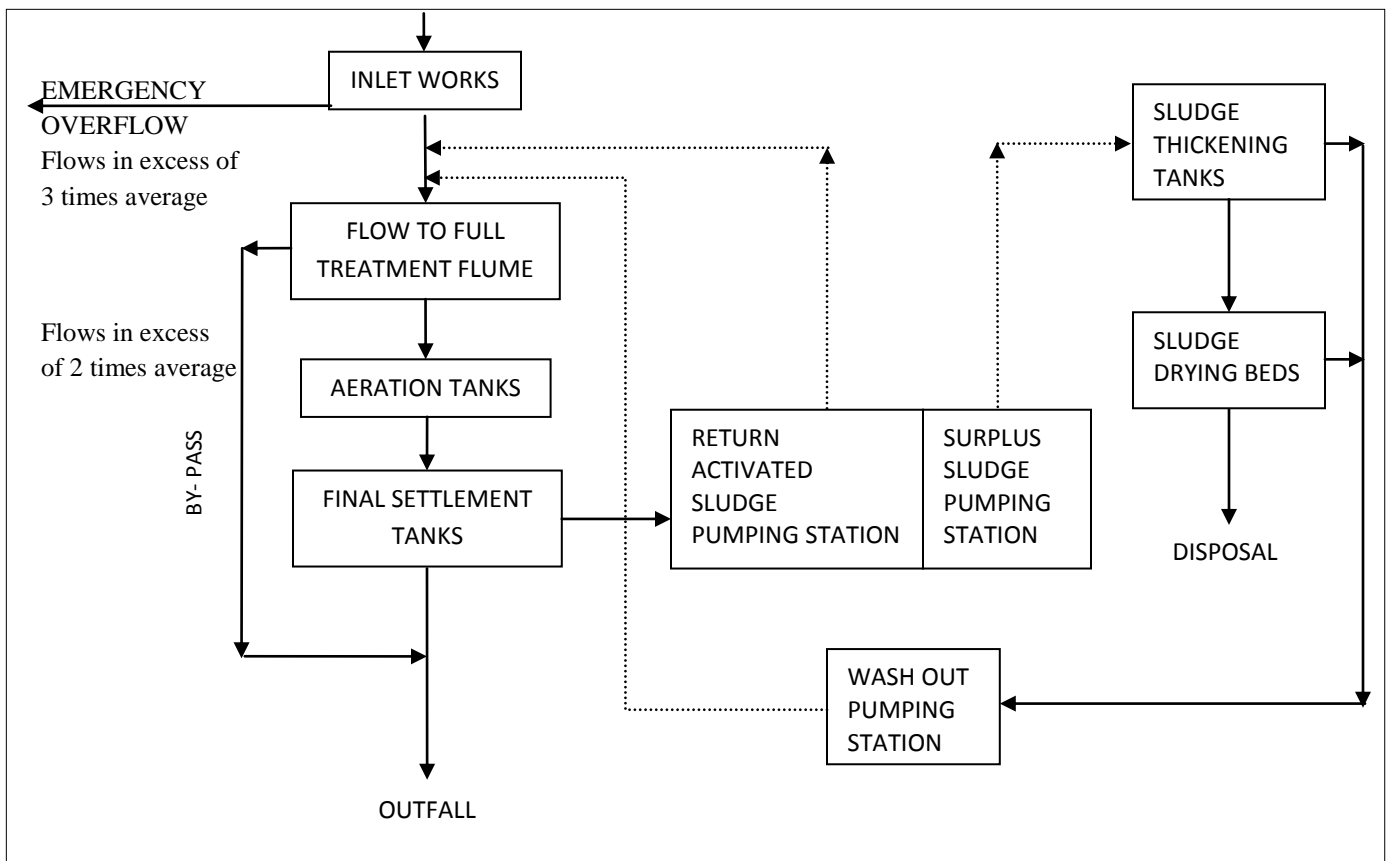 INLET WORKS
EMERGENCY
OVERFLOW
Flows in excess of
3 times average
FLOW TO FULL
TREATMENT FLUME
Flows in excess
of 2 times average
BY- PASS
AERATION TANKS
FINAL SETTLEMENT
TANKS
OUTFALL
RETURN
ACTIVATED
SLUDGE
PUMPING STATION
SURPLUS
SLUDGE
PUMPING
STATION
SLUDGE
THICKENING
TANKS
SLUDGE
DRYING BEDS
DISPOSAL
WASH OUT
PUMPING
STATION